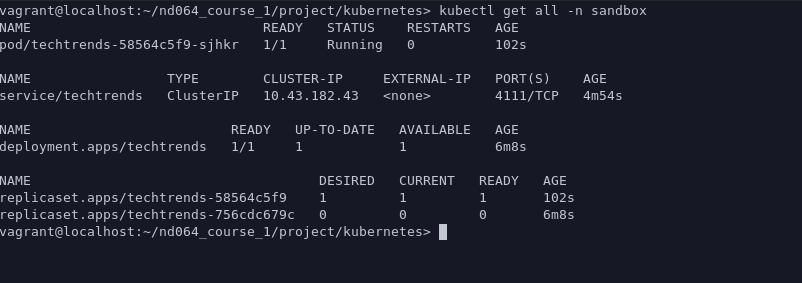 vagrant@localhost:~/nd064_course_1/project/kubernetes> kubectl get all -n sandbox
NAME                             READY   STATUS    RESTARTS   AGE
pod/techtrends-58564c5f9-sjhkr   1/1     Running   0          102s

NAME                 TYPE        CLUSTER-IP     EXTERNAL-IP   PORT(S)    AGE
service/techtrends   ClusterIP   10.43.182.43   <none>        4111/TCP   4m54s

NAME                         READY   UP-TO-DATE   AVAILABLE   AGE
deployment.apps/techtrends   1/1     1            1           6m8s

NAME                                    DESIRED   CURRENT   READY   AGE
replicaset.apps/techtrends-58564c5f9    1         1         1       102s
replicaset.apps/techtrends-756cdc679c   0         0         0       6m8s
vagrant@localhost:~/nd064_course_1/project/kubernetes>